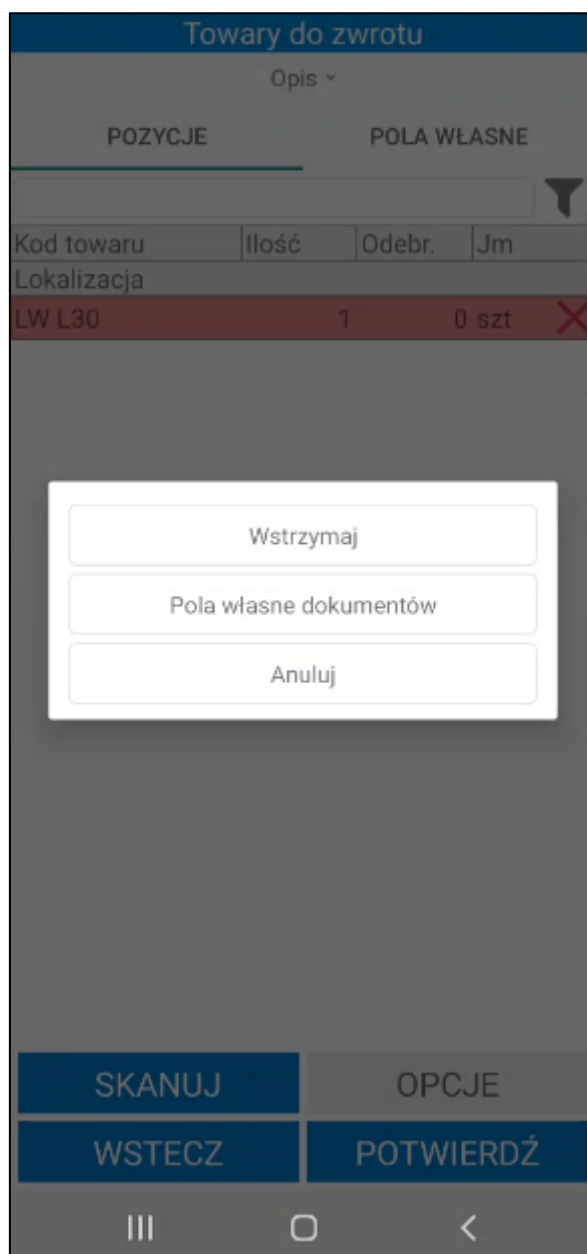 Towary do zwrotu
Opis
POZYCJE POLA WŁASNE
Kod towaru Ilość Odebr. Jm
Lokalizacja
LW L30 1 0 szt
Wstrzymaj
Pola własne dokumentów
Anuluj
SKANUJ OPCJE
WSTECZ POTWIERDŹ